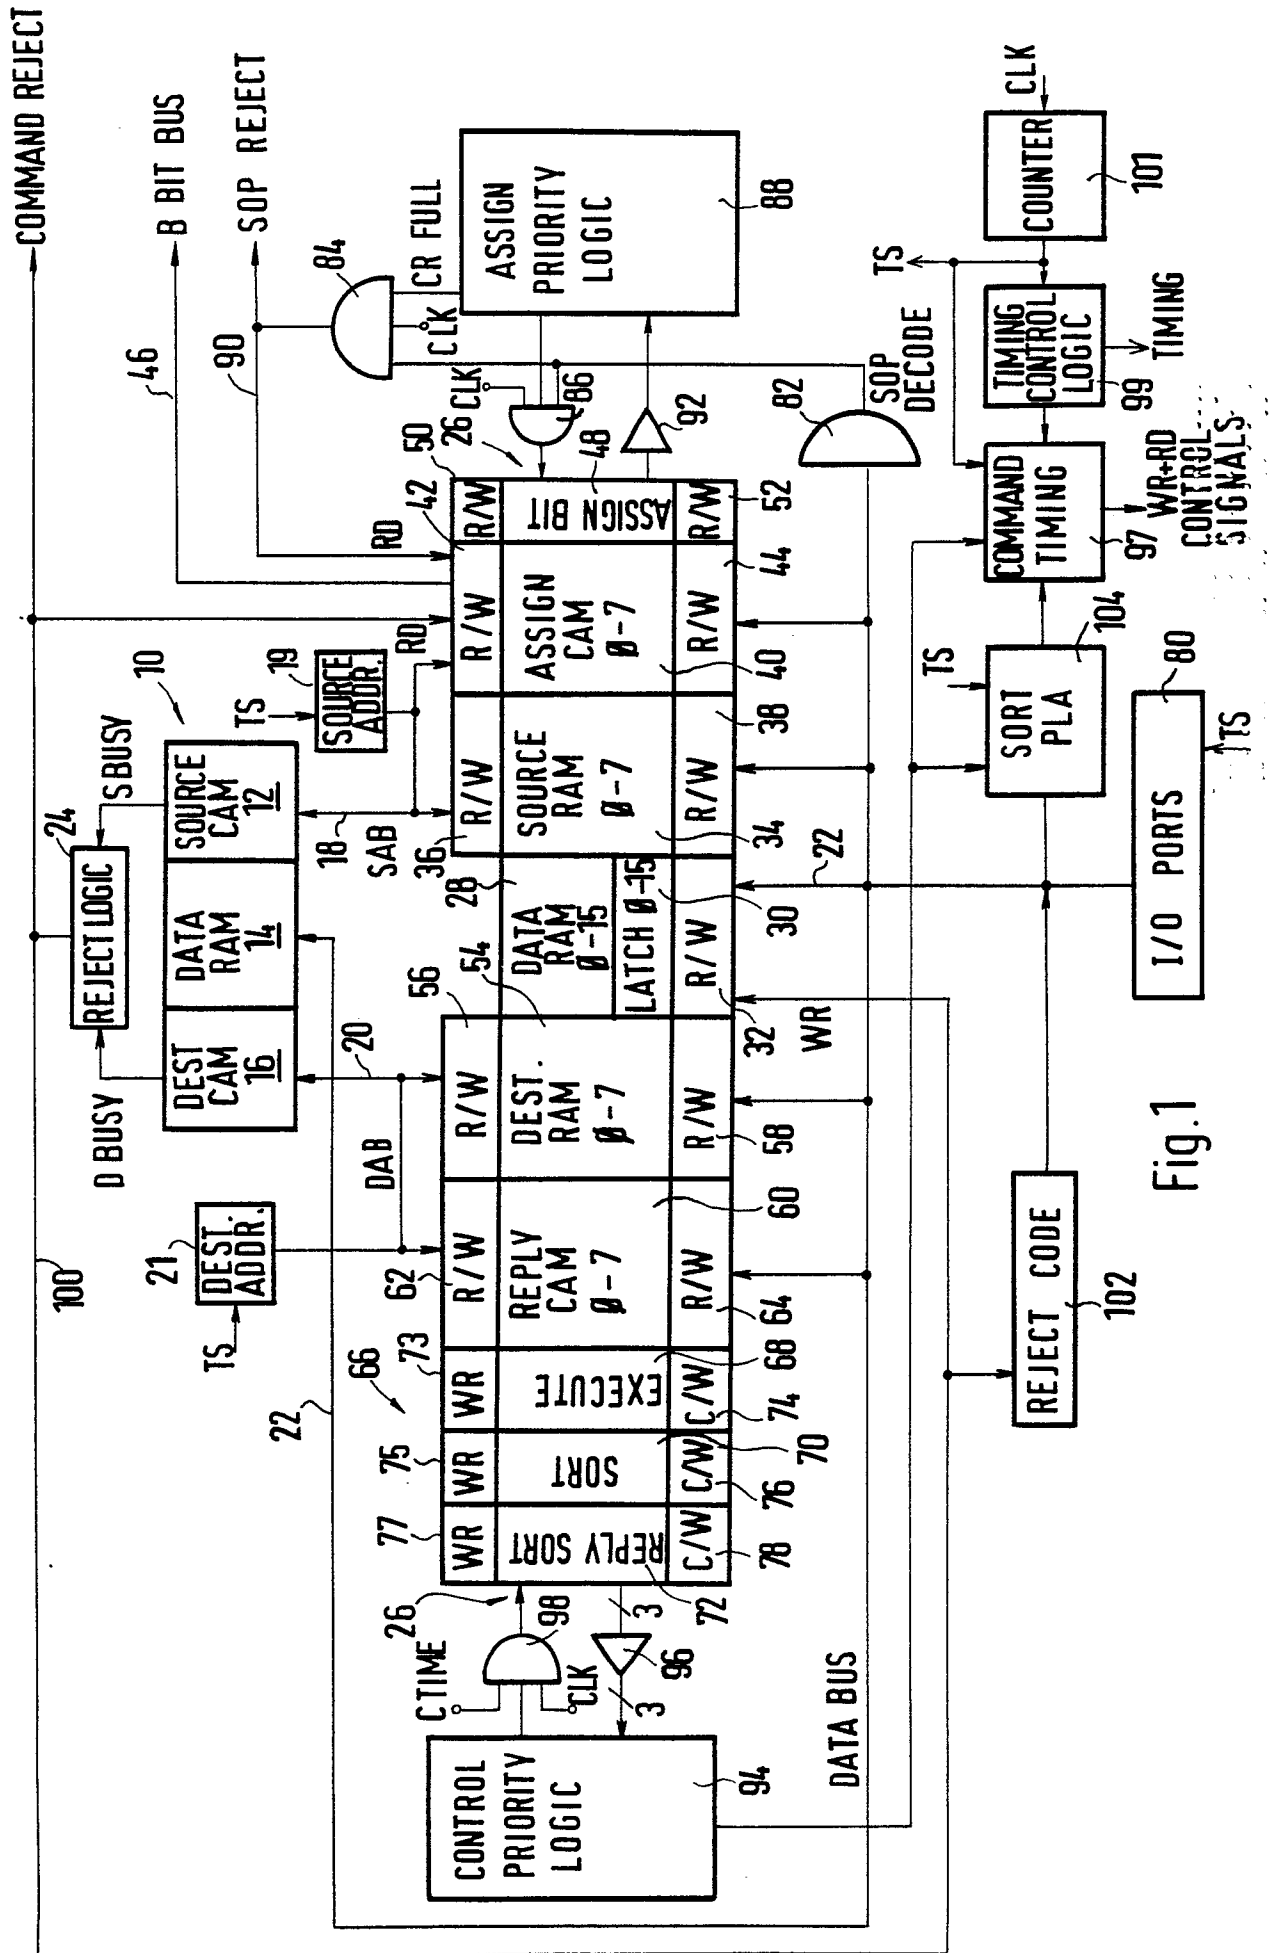 COMMAND REJECT
B BIT BUS
SOP REJECT
46
90
100
10
24
REJECT LOGIC
S BUSY
D BUSY
SOURCE
CAM
12
DATA
RAM
14
DEST
CAM
16
TS
19
SOURCE
ADDR.
18
SAB
RD
RD
20
DAB
21
DEST.
ADDR.
TS
22
84
CR FULL
CLK
ASSIGN
PRIORITY
LOGIC
88
CLK
86
92
26
50
R/W
ASSIGN BIT
48
R/W
52
42
R/W
ASSIGN
CAM
Ø-7
40
R/W
44
36
R/W
SOURCE
RAM
Ø-7
34
R/W
38
28
DATA
RAM
Ø-15
LATCH Ø-15
30
R/W
32
WR
22
54
56
R/W
DEST.
RAM
Ø-7
R/W
58
62
R/W
REPLY
CAM
Ø-7
60
R/W
64
66
73
WR
EXECUTE
68
C/W
74
75
WR
SORT
70
C/W
76
77
WR
REPLY SORT
72
C/W
78
26
98
CTIME
CLK
3
96
3
CONTROL
PRIORITY
LOGIC
94
DATA BUS
82
SOP
DECODE
TS
CLK
COUNTER
101
TIMING
CONTROL
LOGIC
99
TIMING
COMMAND
TIMING
97
WR+RD
CONTROL
SIGNALS
TS
SORT
PLA
104
I/O PORTS
80
TS
REJECT CODE
102
Fig.1